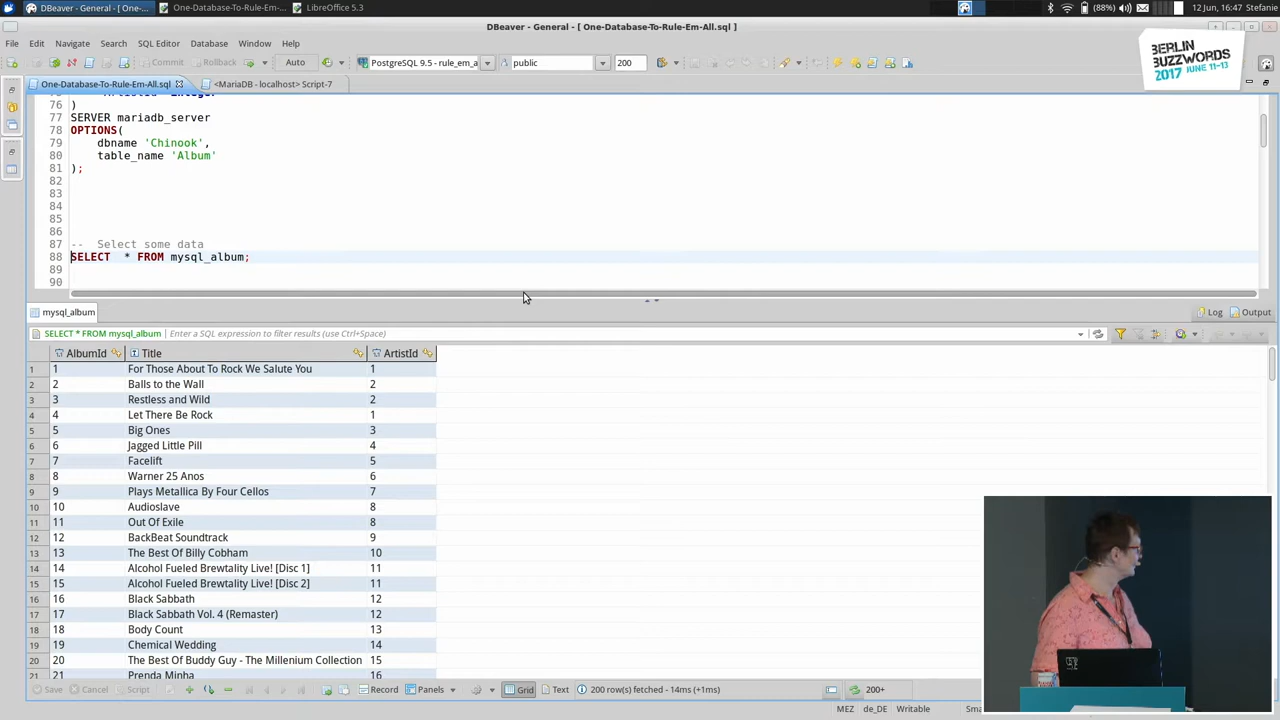 DBeaver - General - [ One-...
One-Database-To-Rule-Em-...
LibreOffice 5.3
(88%)
12 Jun, 16:47 Stefanie
DBeaver - General - [ One-Database-To-Rule-Em-All.sql ]
File Edit Navigate Search SQL Editor Database Window Help
Commit Rollback Auto PostgreSQL 9.5 - rule_em_a public 200
BERLIN
BUZZWORDS
2017 JUNE 11-13
One-Database-To-Rule-Em-All.sql
<MariaDB - localhost> Script-7
76 )
77 SERVER mariadb_server
78 OPTIONS(
79 dbname 'Chinook',
80 table_name 'Album'
81 );
82
83
84
85
86
87 -- Select some data
88 SELECT * FROM mysql_album;
89
90
mysql_album
Log Output
SELECT * FROM mysql_album Enter a SQL expression to filter results (use Ctrl+Space)
AlbumId Title ArtistId
1 1 For Those About To Rock We Salute You 1
2 2 Balls to the Wall 2
3 3 Restless and Wild 2
4 4 Let There Be Rock 1
5 5 Big Ones 3
6 6 Jagged Little Pill 4
7 7 Facelift 5
8 8 Warner 25 Anos 6
9 9 Plays Metallica By Four Cellos 7
10 10 Audioslave 8
11 11 Out Of Exile 8
12 12 BackBeat Soundtrack 9
13 13 The Best Of Billy Cobham 10
14 14 Alcohol Fueled Brewtality Live! [Disc 1] 11
15 15 Alcohol Fueled Brewtality Live! [Disc 2] 11
16 16 Black Sabbath 12
17 17 Black Sabbath Vol. 4 (Remaster) 12
18 18 Body Count 13
19 19 Chemical Wedding 14
20 20 The Best Of Buddy Guy - The Millenium Collection 15
21 21 Prenda Minha 16
Save Cancel Script Record Panels Grid Text 200 row(s) fetched - 14ms (+1ms) 200+
MEZ de_DE Writable